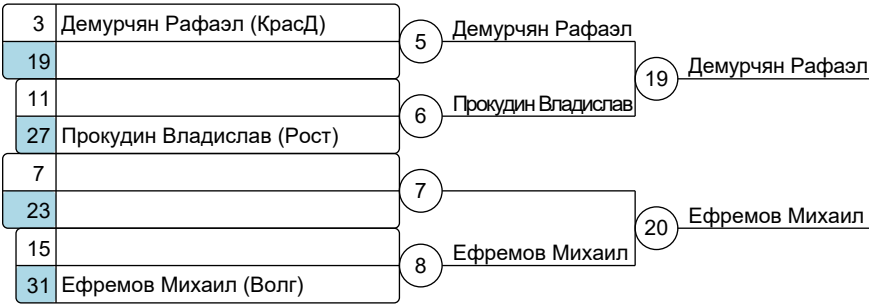 3 Демурчян Рафаэл (КрасД)
19
5 Демурчян Рафаэл
11
27 Прокудин Владислав (Рост)
6 Прокудин Владислав
19 Демурчян Рафаэл
7
23
7
15
31 Ефремов Михаил (Волг)
8 Ефремов Михаил
20 Ефремов Михаил